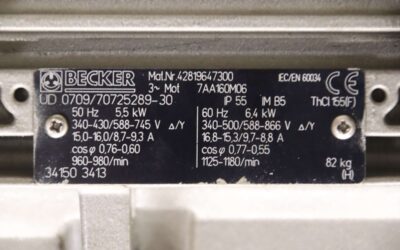 BECKER Mat.Nr.42819647300 IEC/EN 60034 CE
3~ Mot 7AA160M06
UD 0709/70725289-30 IP 55 IM B5 ThCl 155(F)
50 Hz 5,5 kW 60 Hz 6,4 kW
340-430/588-745 V Δ/Y 340-500/588-866 V Δ/Y
15,0-16,0/8,7-9,3 A 16,8-15,3/9,7-8,8 A
cos φ 0,76-0,60 cos φ 0,77-0,55
960-980/min 1125-1180/min 82 kg
34150 3413 (H)